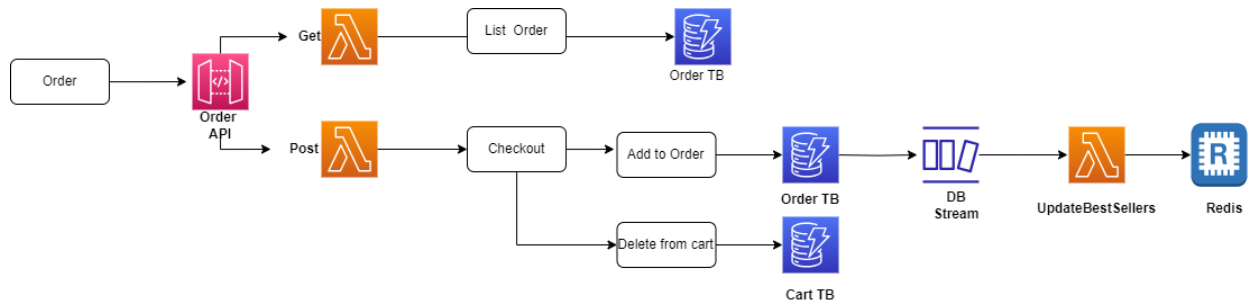 Get
List Order
Order TB
Order
Order
API
Post
Checkout
Add to Order
Order TB
DB
Stream
UpdateBestSellers
R
Redis
Delete from cart
Cart TB